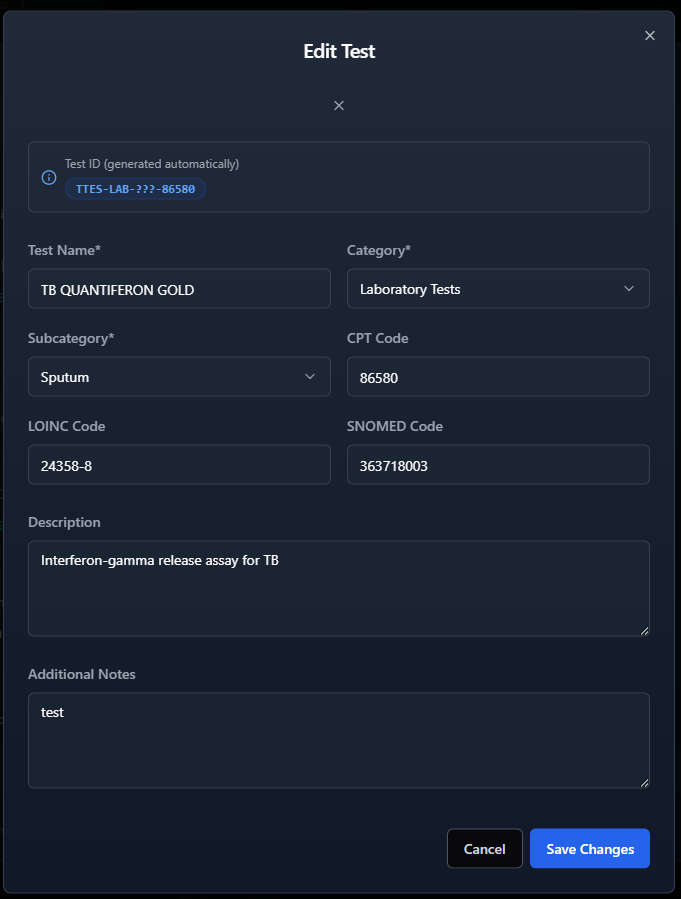 Edit Test
Test ID (generated automatically)
TTES-LAB-???-86580
Test Name*
Category*
TB QUANTIFERON GOLD
Laboratory Tests
Subcategory*
CPT Code
Sputum
86580
LOINC Code
SNOMED Code
24358-8
363718003
Description
Interferon-gamma release assay for TB
Additional Notes
test
Cancel
Save Changes